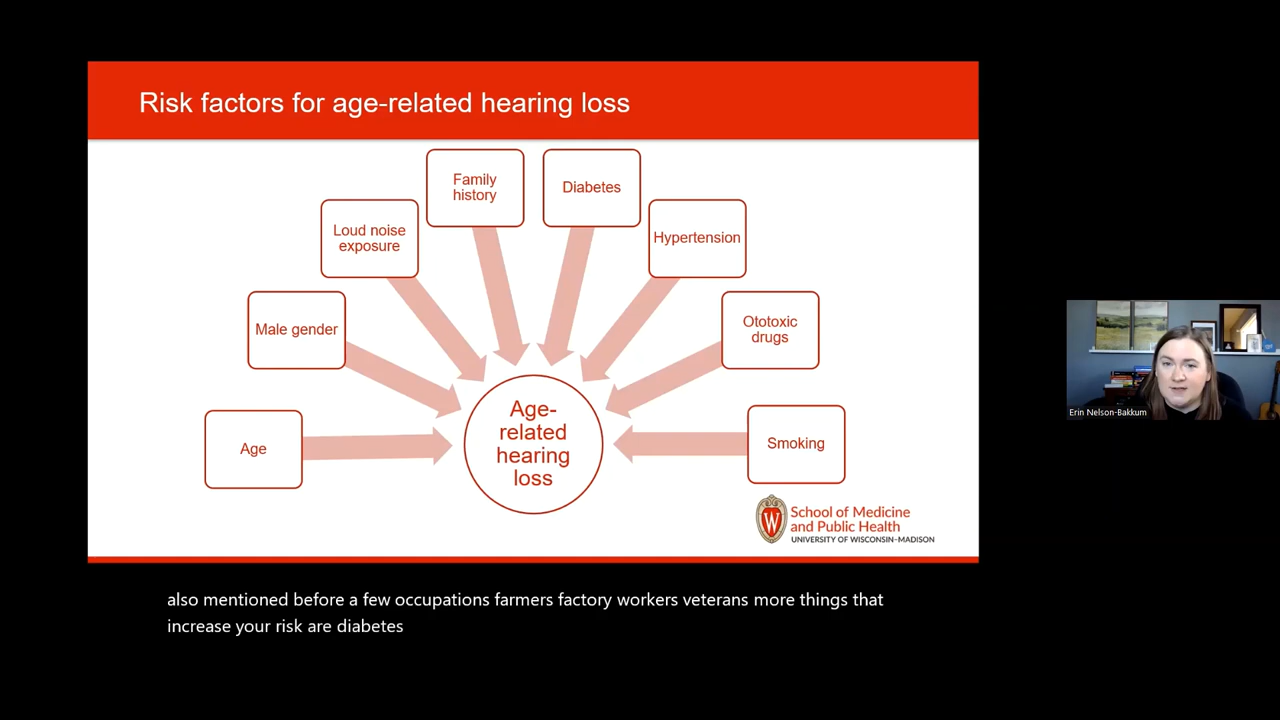 Risk factors for age-related hearing loss
Family
history
Diabetes
Loud noise
exposure
Hypertension
Male gender
Ototoxic
drugs
Age
Age-
related
hearing
loss
Smoking
W
School of Medicine
and Public Health
UNIVERSITY OF WISCONSIN–MADISON
Erin Nelson-Bakkum
also mentioned before a few occupations farmers factory workers veterans more things that
increase your risk are diabetes